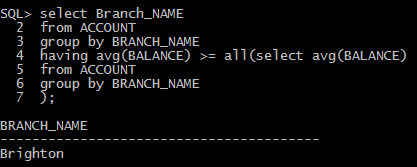 SQL> select Branch_NAME
2 from ACCOUNT
3 group by BRANCH_NAME
4 having avg(BALANCE) >= all(select avg(BALANCE)
5 from ACCOUNT
6 group by BRANCH_NAME
7 );
BRANCH_NAME
----------------------------------------
Brighton